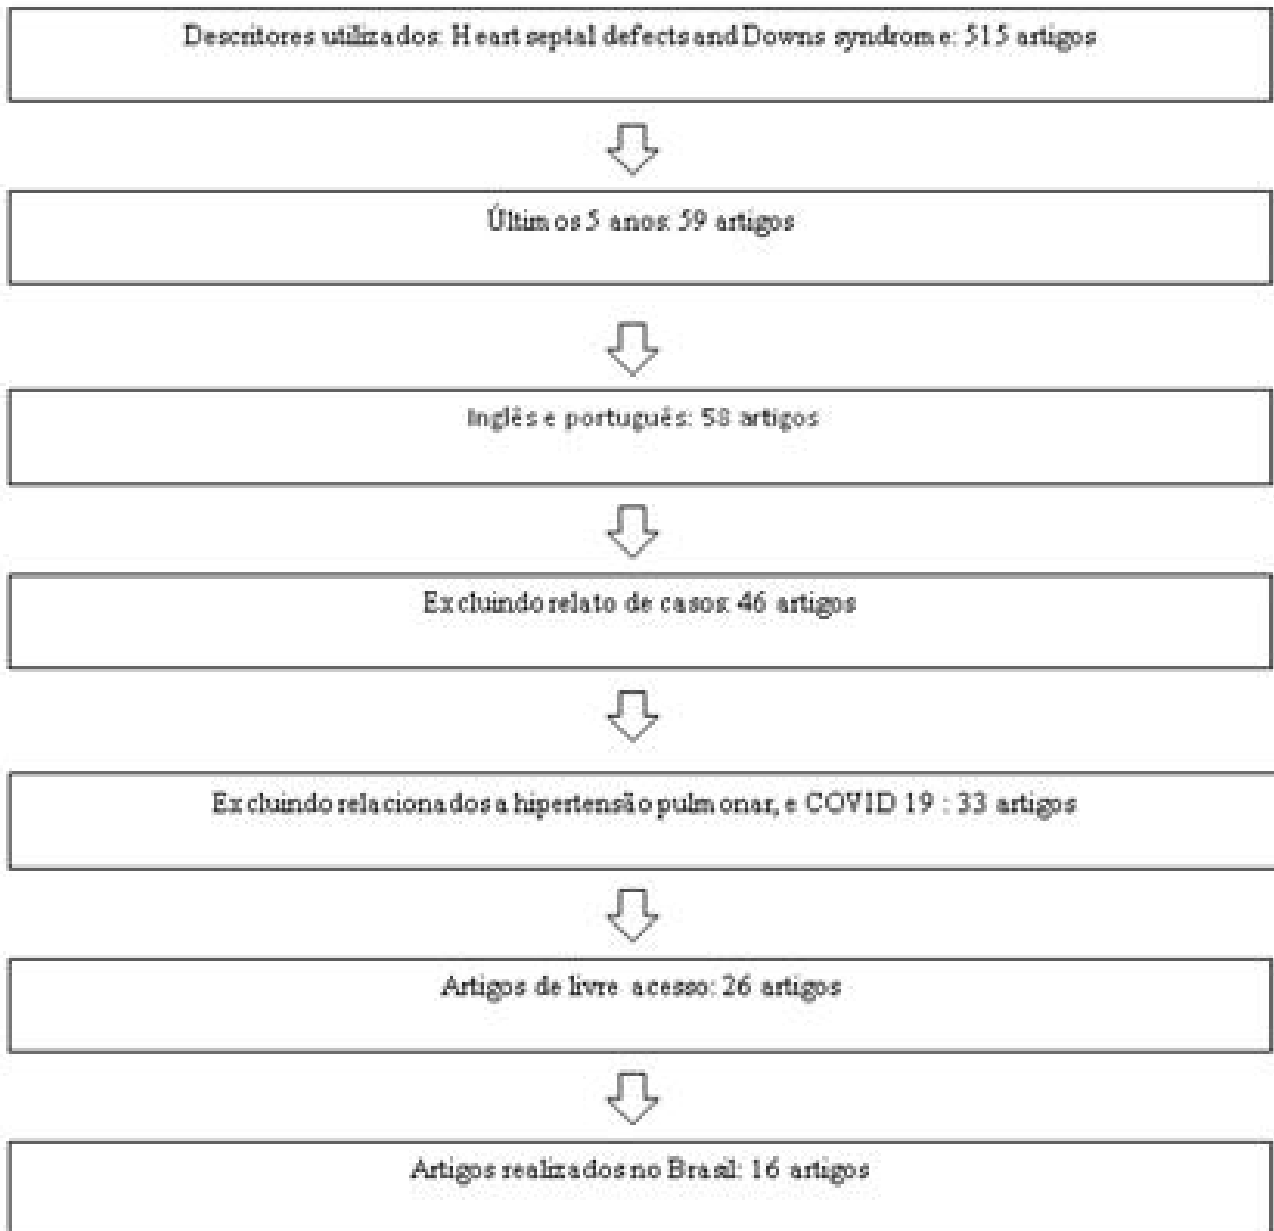 Descritores utilizados: Heart septal defects and Downs syndrome: 515 artigos
Últimos 5 anos: 59 artigos
Inglês e português: 58 artigos
Excluindo relato de casos: 46 artigos
Excluindo relacionados a hipertensão pulmonar, e COVID 19 : 33 artigos
Artigos de livre acesso: 26 artigos
Artigos realizados no Brasil: 16 artigos